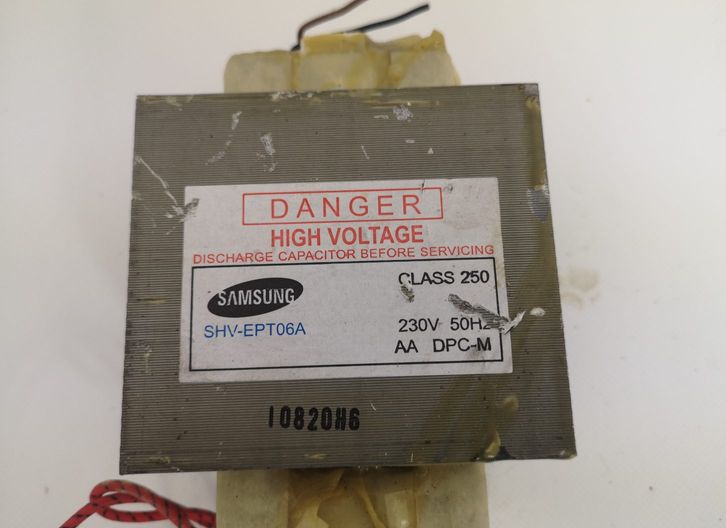 DANGER
HIGH VOLTAGE
DISCHARGE CAPACITOR BEFORE SERVICING
SAMSUNG CLASS 250
SHV-EPT06A 230V 50HZ
AA DPC-M
10820H6